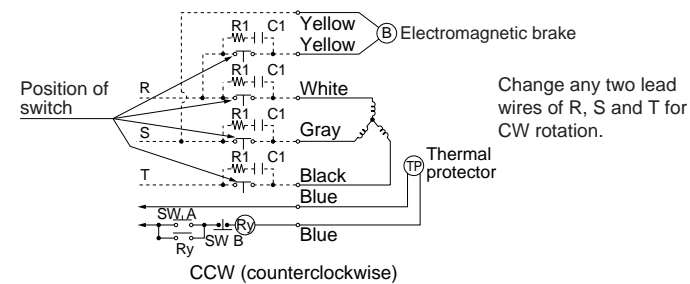 R1 C1 Yellow
Yellow
B Electromagnetic brake
R1 C1
Position of
switch
R White
Change any two lead
wires of R, S and T for
CW rotation.
R1 C1
S Gray
R1 C1
T Black
TP Thermal
protector
Blue
SW A
Ry
SW B
Ry
Blue
CCW (counterclockwise)